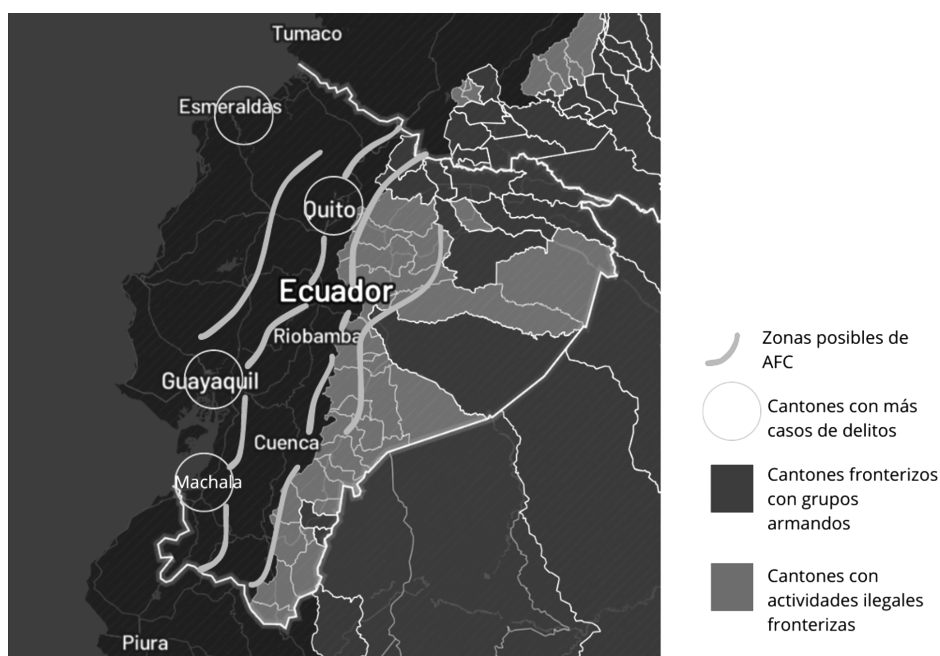 Tumaco
Esmeraldas
Quito
Ecuador
Riobamba
Guayaquil
Cuenca
Machala
Piura
Zonas posibles de
AFC
Cantones con más
casos de delitos
Cantones fronterizos
con grupos
armandos
Cantones con
actividades ilegales
fronterizas